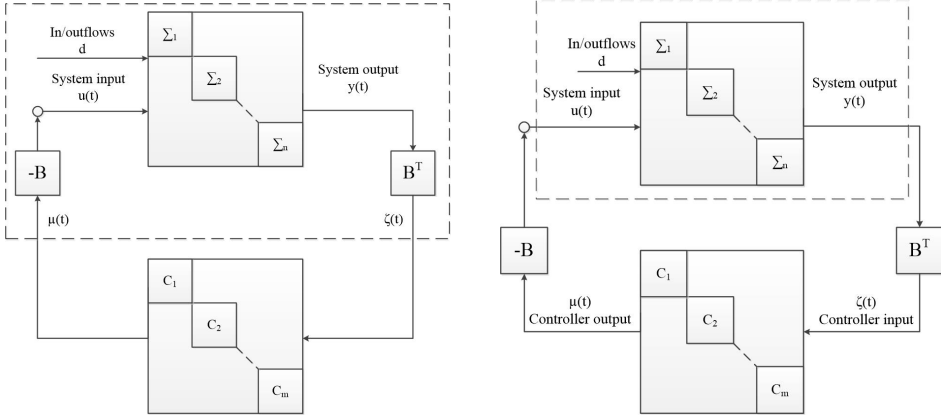 In/outflows
d
System input
u(t)
∑1
∑2
∑n
System output
y(t)
-B
B^T
μ(t)
ζ(t)
C1
C2
Cm
In/outflows
d
System input
u(t)
∑1
∑2
∑n
System output
y(t)
-B
B^T
μ(t)
Controller output
ζ(t)
Controller input
C1
C2
Cm